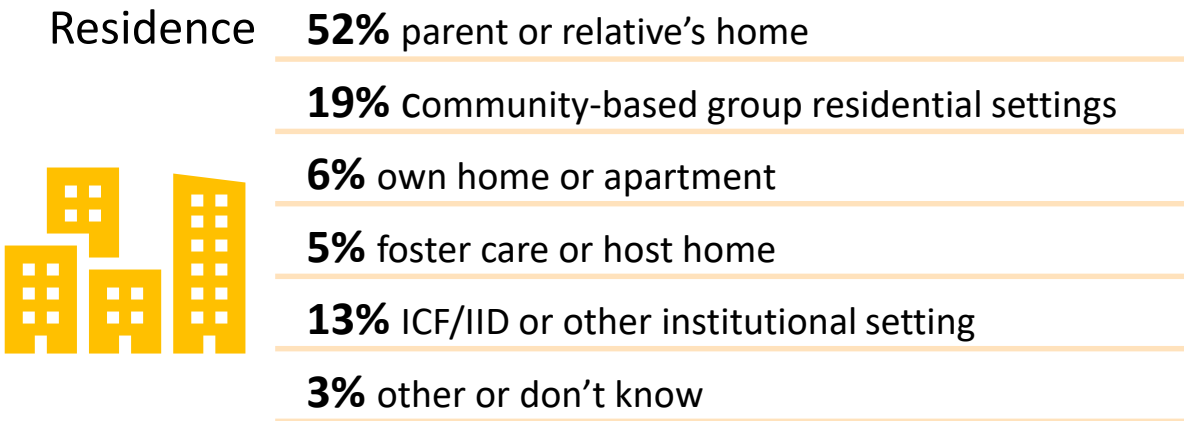 Residence
52% parent or relative’s home
19% Community-based group residential settings
6% own home or apartment
5% foster care or host home
13% ICF/IID or other institutional setting
3% other or don’t know